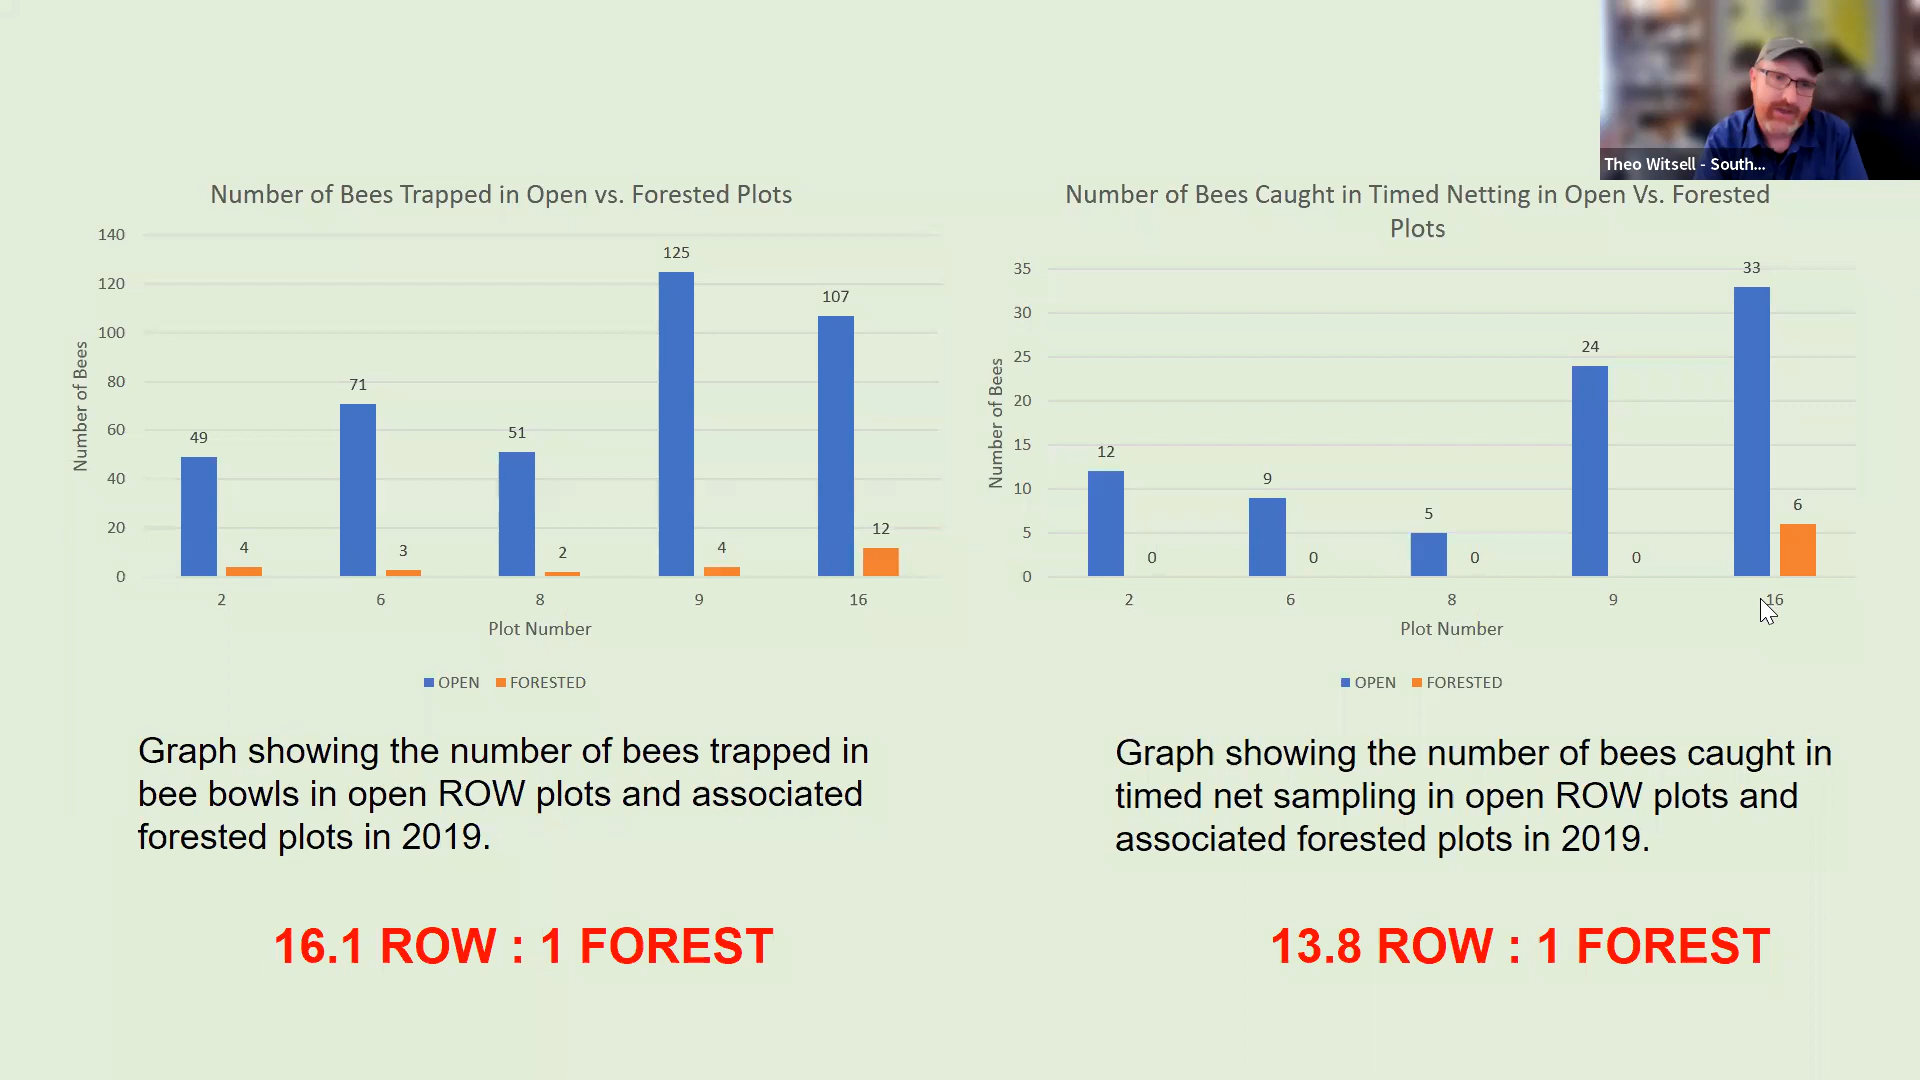 Theo Witsell - South...
Number of Bees Trapped in Open vs. Forested Plots
140
120
100
80
60
40
20
0
Number of Bees
49
4
71
3
51
2
125
4
107
12
2
6
8
9
16
Plot Number
OPEN
FORESTED
Graph showing the number of bees trapped in
bee bowls in open ROW plots and associated
forested plots in 2019.
16.1 ROW : 1 FOREST
Number of Bees Caught in Timed Netting in Open Vs. Forested
Plots
35
30
25
20
15
10
5
0
Number of Bees
12
0
9
0
5
0
24
0
33
6
2
6
8
9
16
Plot Number
OPEN
FORESTED
Graph showing the number of bees caught in
timed net sampling in open ROW plots and
associated forested plots in 2019.
13.8 ROW : 1 FOREST